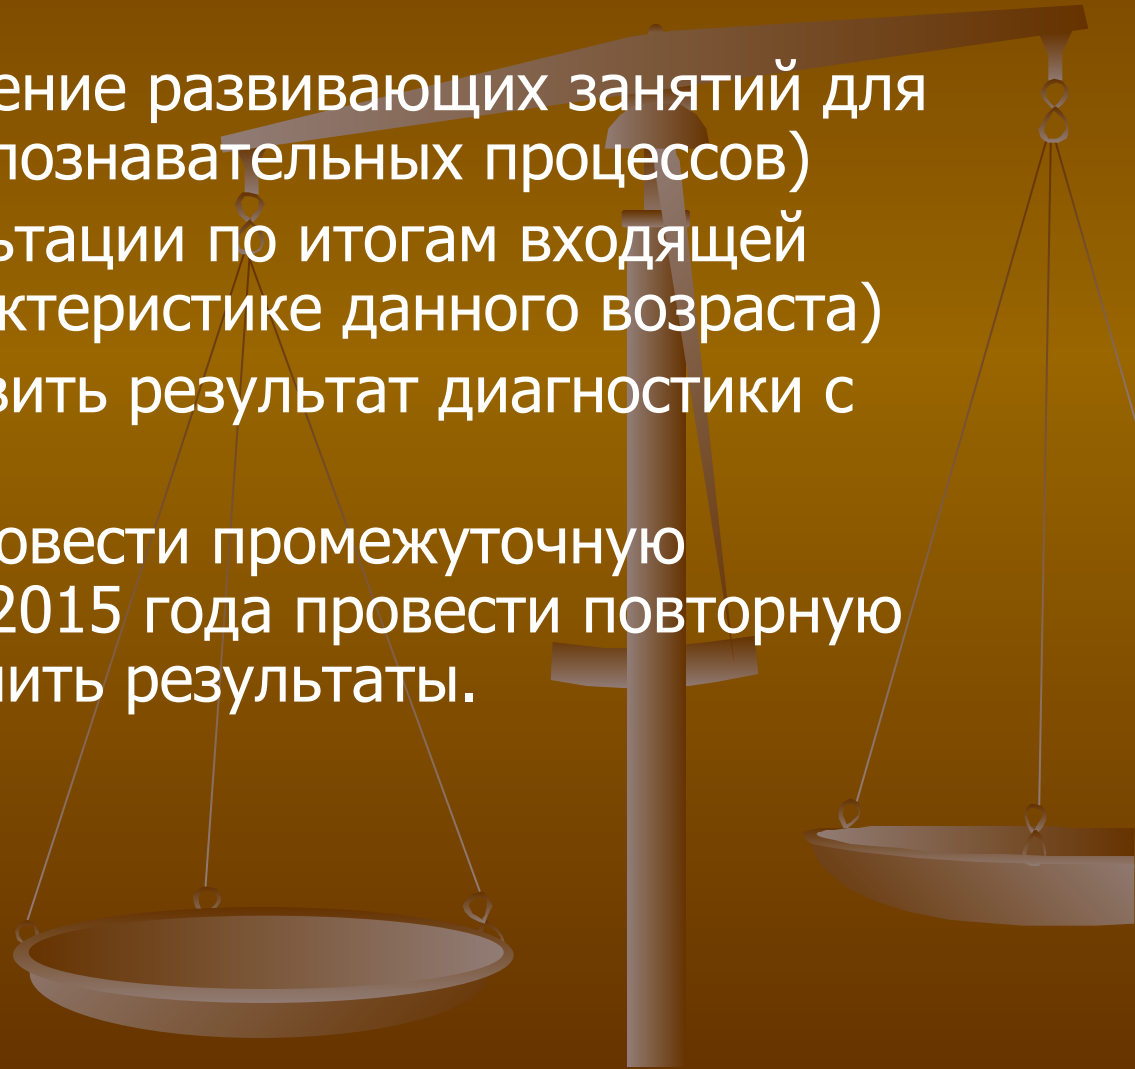 ение развивающих занятий для
познавательных процессов)
ьтации по итогам входящей
ктеристике данного возраста)
вить результат диагностики с
овести промежуточную
2015 года провести повторную
ить результаты.